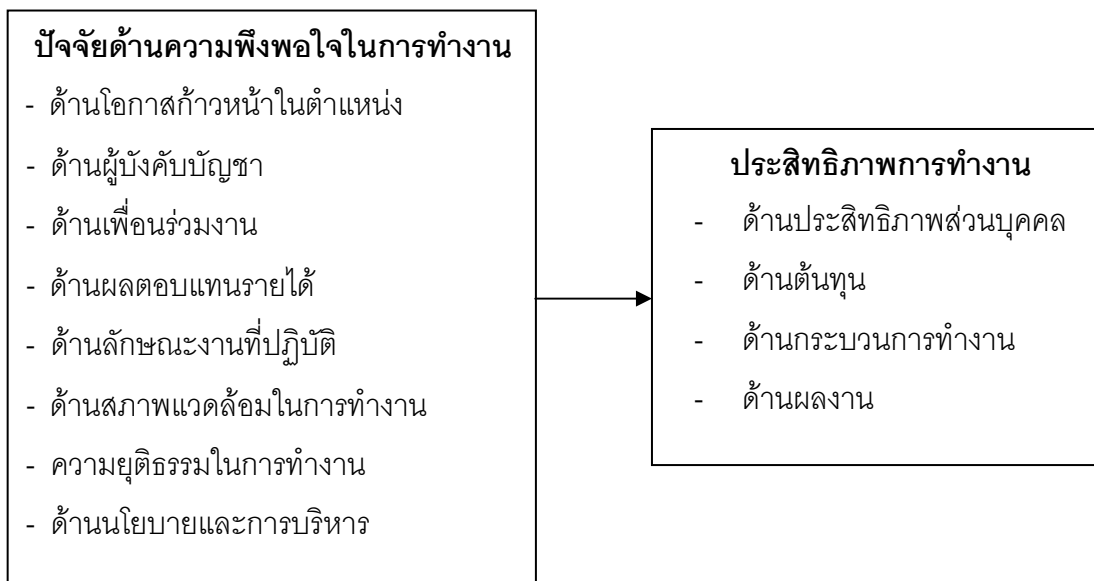 ปัจจัยด้านความพึงพอใจในการทำงาน
- ด้านโอกาสก้าวหน้าในตำแหน่ง
- ด้านผู้บังคับบัญชา
- ด้านเพื่อนร่วมงาน
- ด้านผลตอบแทนรายได้
- ด้านลักษณะงานที่ปฏิบัติ
- ด้านสภาพแวดล้อมในการทำงาน
- ความยุติธรรมในการทำงาน
- ด้านนโยบายและการบริหาร
ประสิทธิภาพการทำงาน
- ด้านประสิทธิภาพส่วนบุคคล
- ด้านต้นทุน
- ด้านกระบวนการทำงาน
- ด้านผลงาน